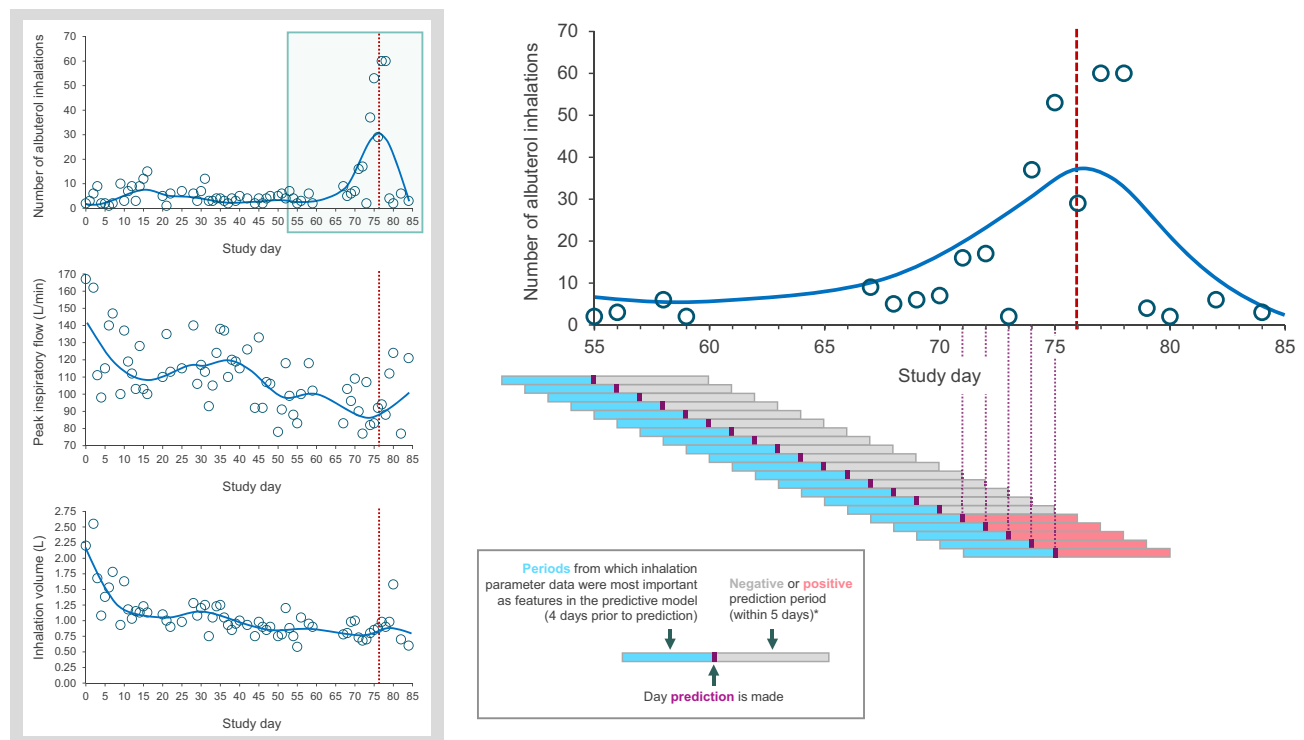 Number of albuterol inhalations
70
60
50
40
30
20
10
0
0 5 10 15 20 25 30 35 40 45 50 55 60 65 70 75 80 85
Study day
Peak inspiratory flow (L/min)
170
160
150
140
130
120
110
100
90
80
70
0 5 10 15 20 25 30 35 40 45 50 55 60 65 70 75 80 85
Study day
Inhalation volume (L)
2.75
2.50
2.25
2.00
1.75
1.50
1.25
1.00
0.75
0.50
0.25
0.00
0 5 10 15 20 25 30 35 40 45 50 55 60 65 70 75 80 85
Study day
Number of albuterol inhalations
70
60
50
40
30
20
10
0
55 60 65 70 75 80 85
Study day
Periods from which inhalation
parameter data were most important
as features in the predictive model
(4 days prior to prediction)
Negative or positive
prediction period
(within 5 days)*
Day prediction is made